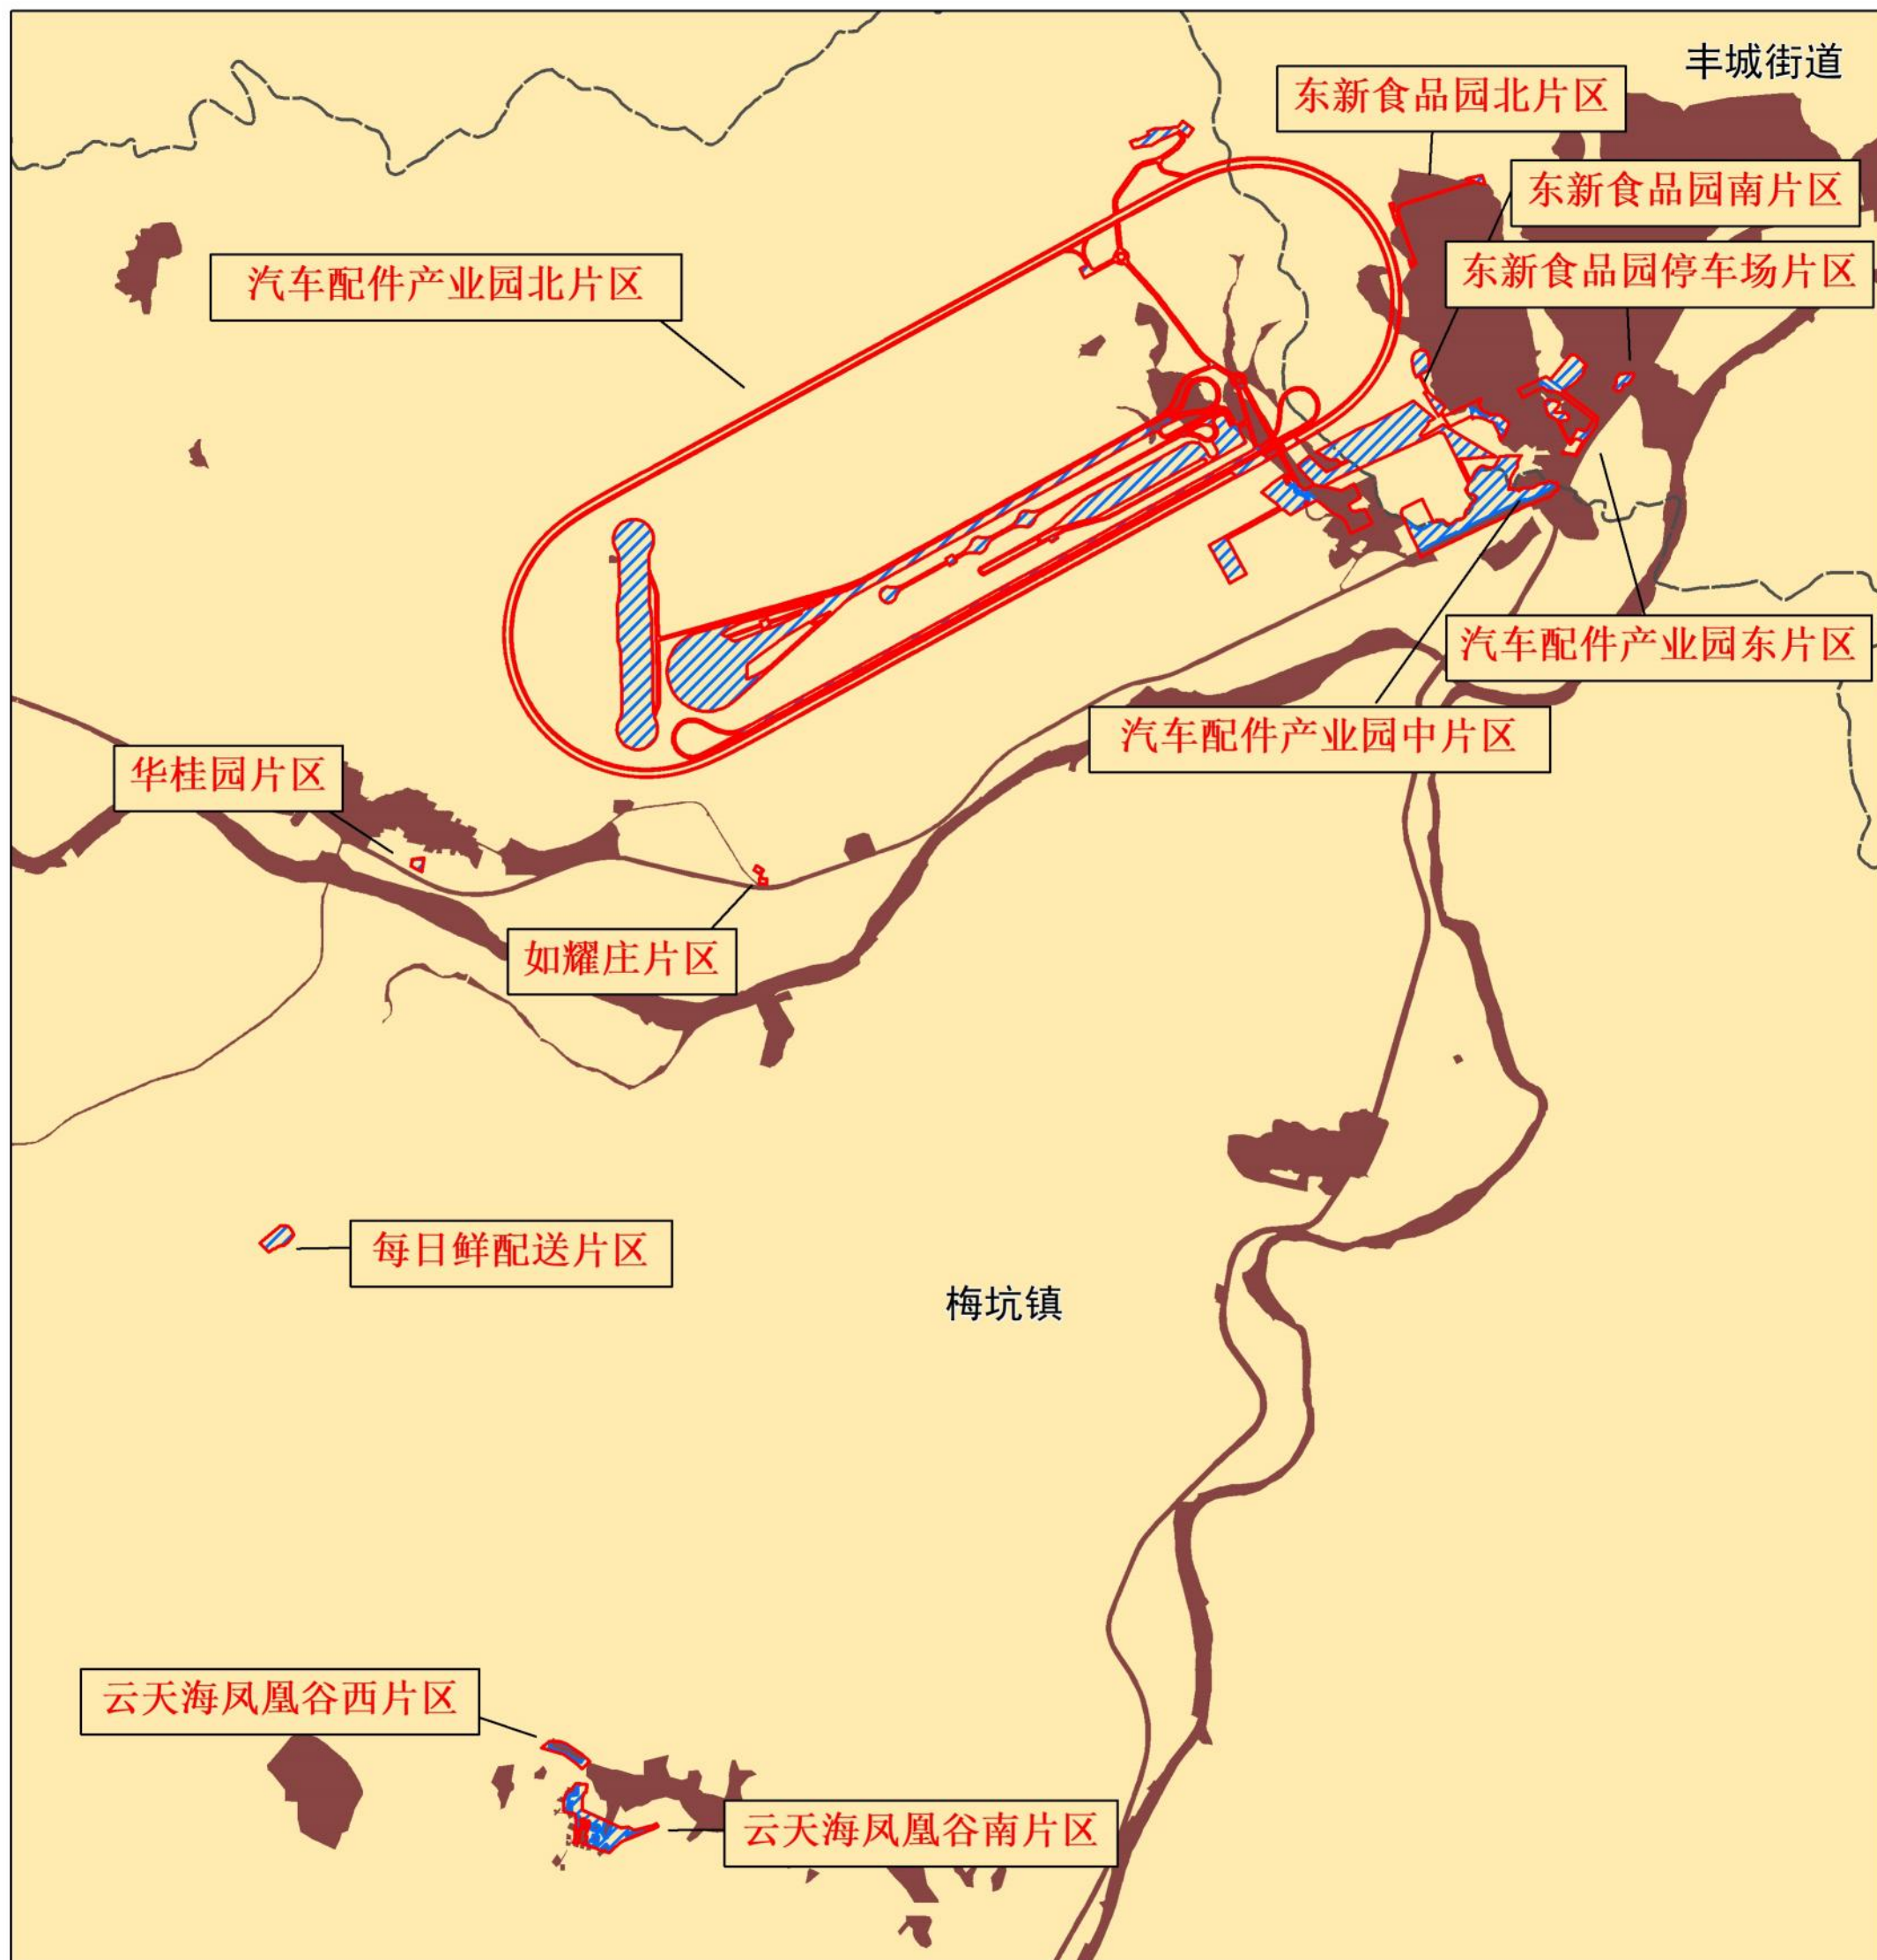 丰城街道
东新食品园北片区
东新食品园南片区
东新食品园停车场片区
汽车配件产业园北片区
汽车配件产业园东片区
汽车配件产业园中片区
华桂园片区
如耀庄片区
每日鲜配送片区
梅坑镇
云天海凤凰谷西片区
云天海凤凰谷南片区